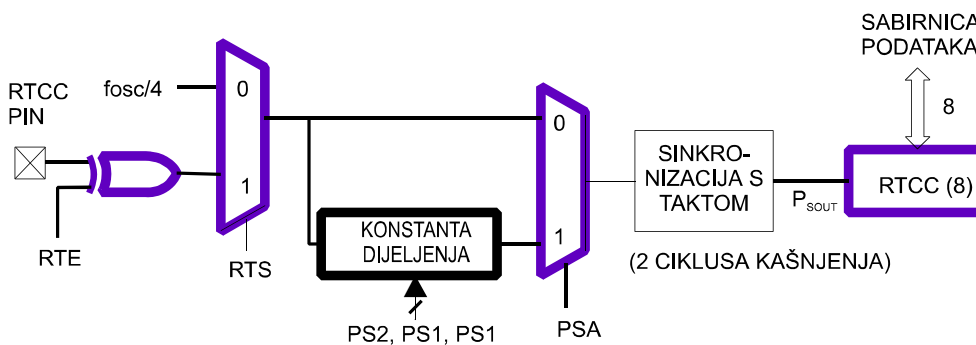 SABIRNICA
PODATAKA
8
RTCC
PIN
fosc/4
0
1
RTE
RTS
KONSTANTA
DIJELJENJA
PS2, PS1, PS1
0
1
PSA
SINKRO-
NIZACIJA S
TAKTOM
(2 CIKLUSA KAŠNJENJA)
PSOUT
RTCC (8)